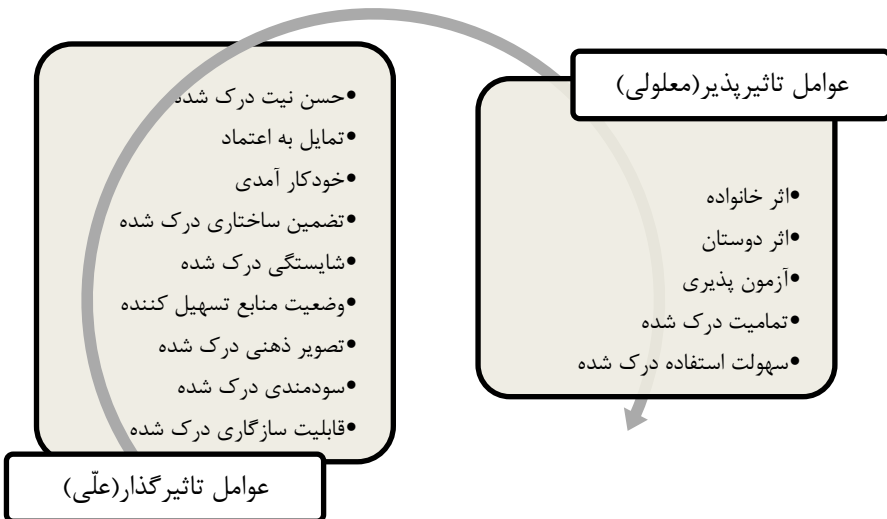 عوامل تاثیرپذیر(معلولی)
•اثر خانواده
•اثر دوستان
•آزمون پذیری
•تمامیت درک شده
•سهولت استفاده درک شده
•حسن نیت درک شده
•تمایل به اعتماد
•خودکار آمدی
•تضمین ساختاری درک شده
•شایستگی درک شده
•وضعیت منابع تسهیل کننده
•تصویر ذهنی درک شده
•سودمندی درک شده
•قابلیت سازگاری درک شده
عوامل تاثیرگذار(علّی)